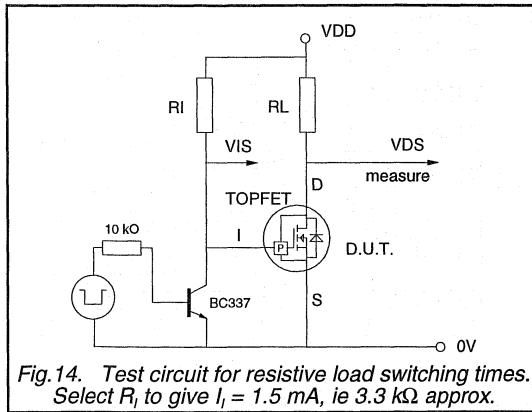 VDD
RI
RL
VIS
VDS
measure
D
TOPFET
10 kO
I
P
D.U.T.
BC337
S
0V
Fig.14. Test circuit for resistive load switching times.
Select RI to give II = 1.5 mA, ie 3.3 kΩ approx.